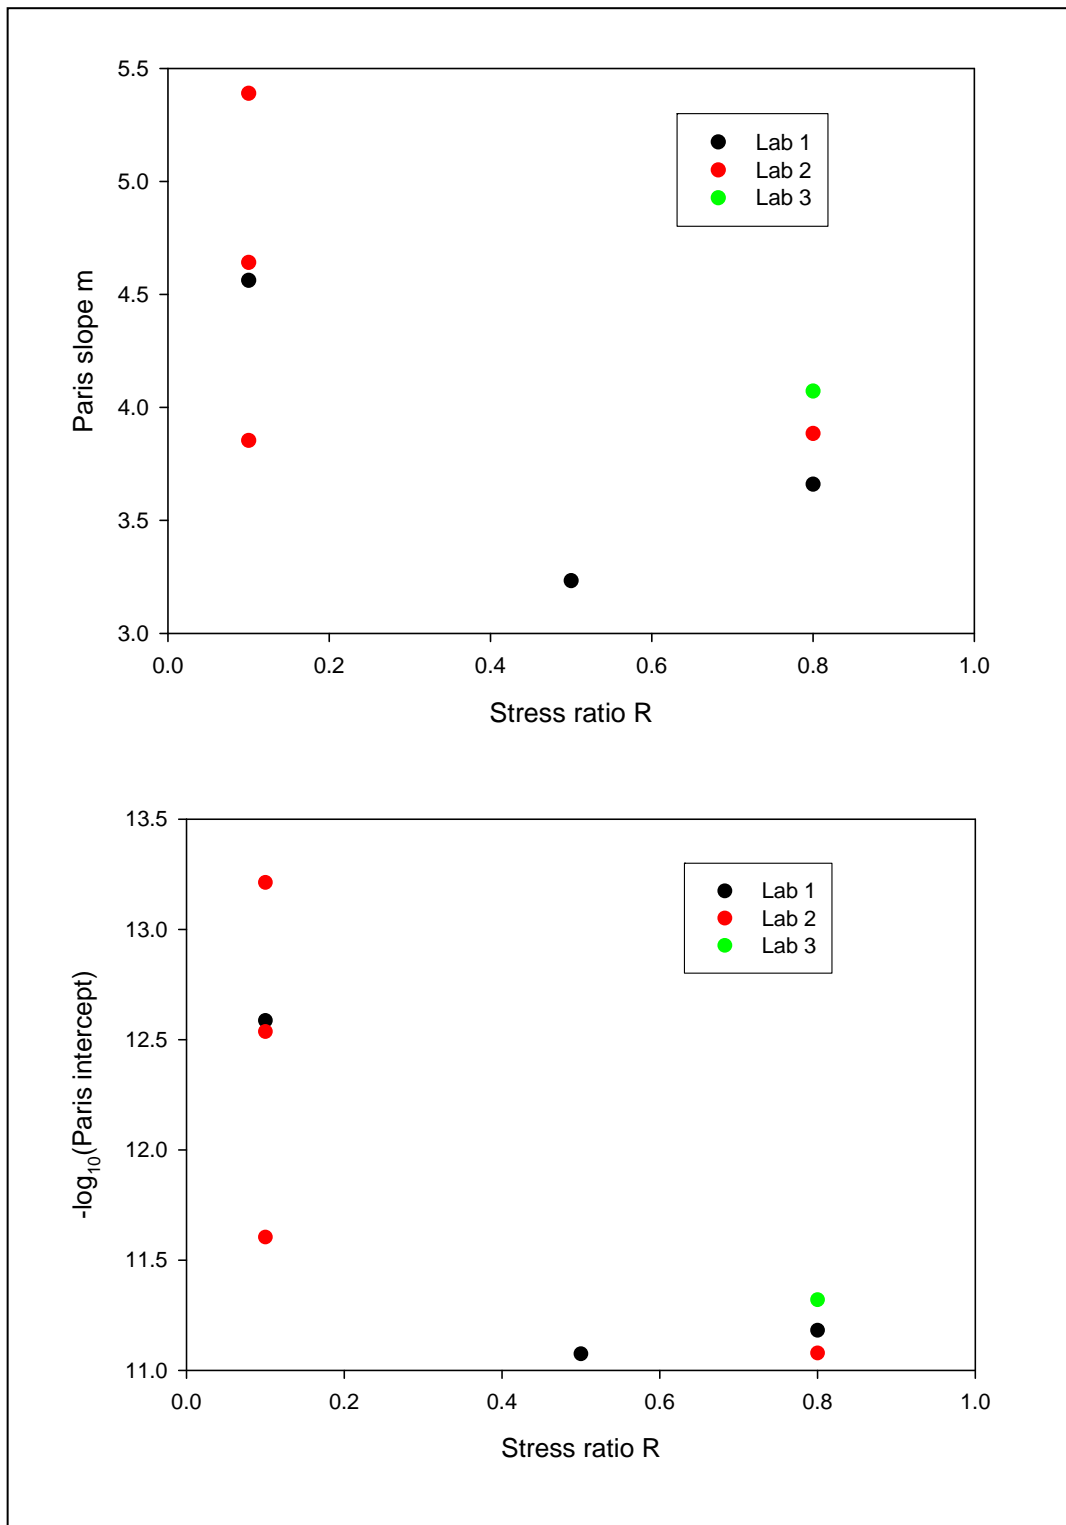 5.5
5.0
4.5
4.0
3.5
3.0
Paris slope m
Lab 1
Lab 2
Lab 3
0.0 0.2 0.4 0.6 0.8 1.0
Stress ratio R
13.5
13.0
12.5
12.0
11.5
11.0
-log10(Paris intercept)
Lab 1
Lab 2
Lab 3
0.0 0.2 0.4 0.6 0.8 1.0
Stress ratio R